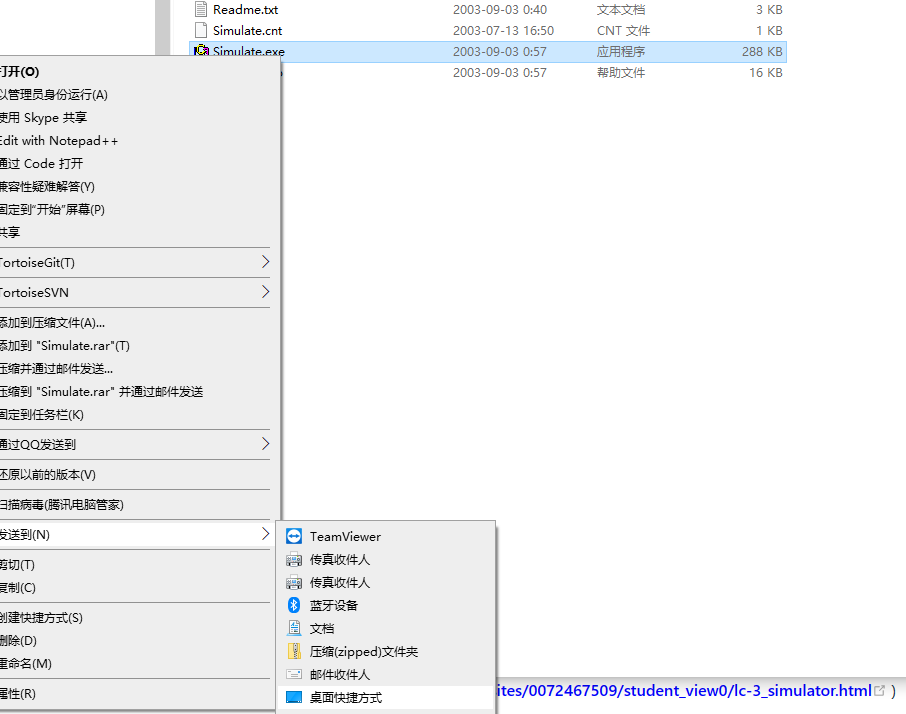 Readme.txt 2003-09-03 0:40 文本文档 3 KB
Simulate.cnt 2003-07-13 16:50 CNT 文件 1 KB
Simulate.exe 2003-09-03 0:57 应用程序 288 KB
2003-09-03 0:57 帮助文件 16 KB
打开(O)
以管理员身份运行(A)
使用 Skype 共享
Edit with Notepad++
通过 Code 打开
兼容性疑难解答(Y)
固定到"开始"屏幕(P)
共享
TortoiseGit(T)
TortoiseSVN
添加到压缩文件(A)...
添加到 "Simulate.rar"(T)
压缩并通过邮件发送...
压缩到 "Simulate.rar" 并通过邮件发送
固定到任务栏(K)
通过QQ发送到
还原以前的版本(V)
扫描病毒(腾讯电脑管家)
发送到(N)
剪切(T)
复制(C)
创建快捷方式(S)
删除(D)
重命名(M)
属性(R)
TeamViewer
传真收件人
传真收件人
蓝牙设备
文档
压缩(zipped)文件夹
邮件收件人
桌面快捷方式
ites/0072467509/student_view0/lc-3_simulator.html )